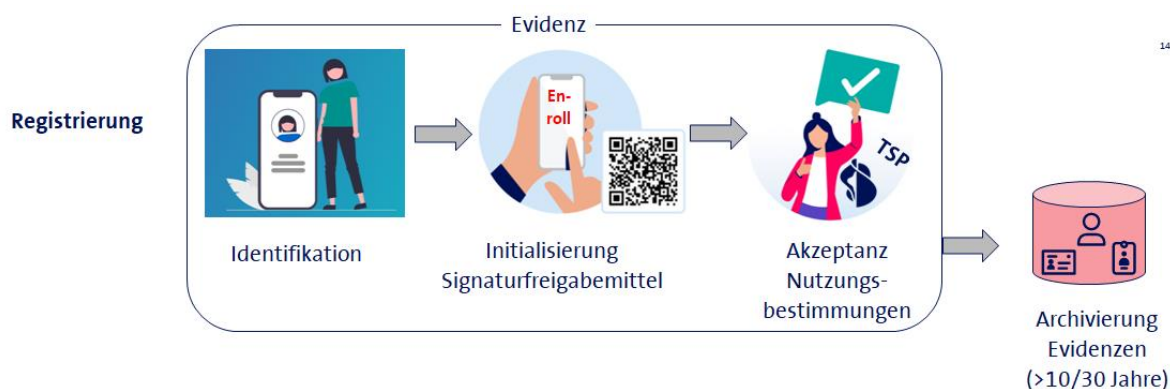 Evidenz
14
Registrierung
En-
roll
TSP
Identifikation
Initialisierung
Signaturfreigabemittel
Akzeptanz
Nutzungs-
bestimmungen
Archivierung
Evidenzen
(>10/30 Jahre)